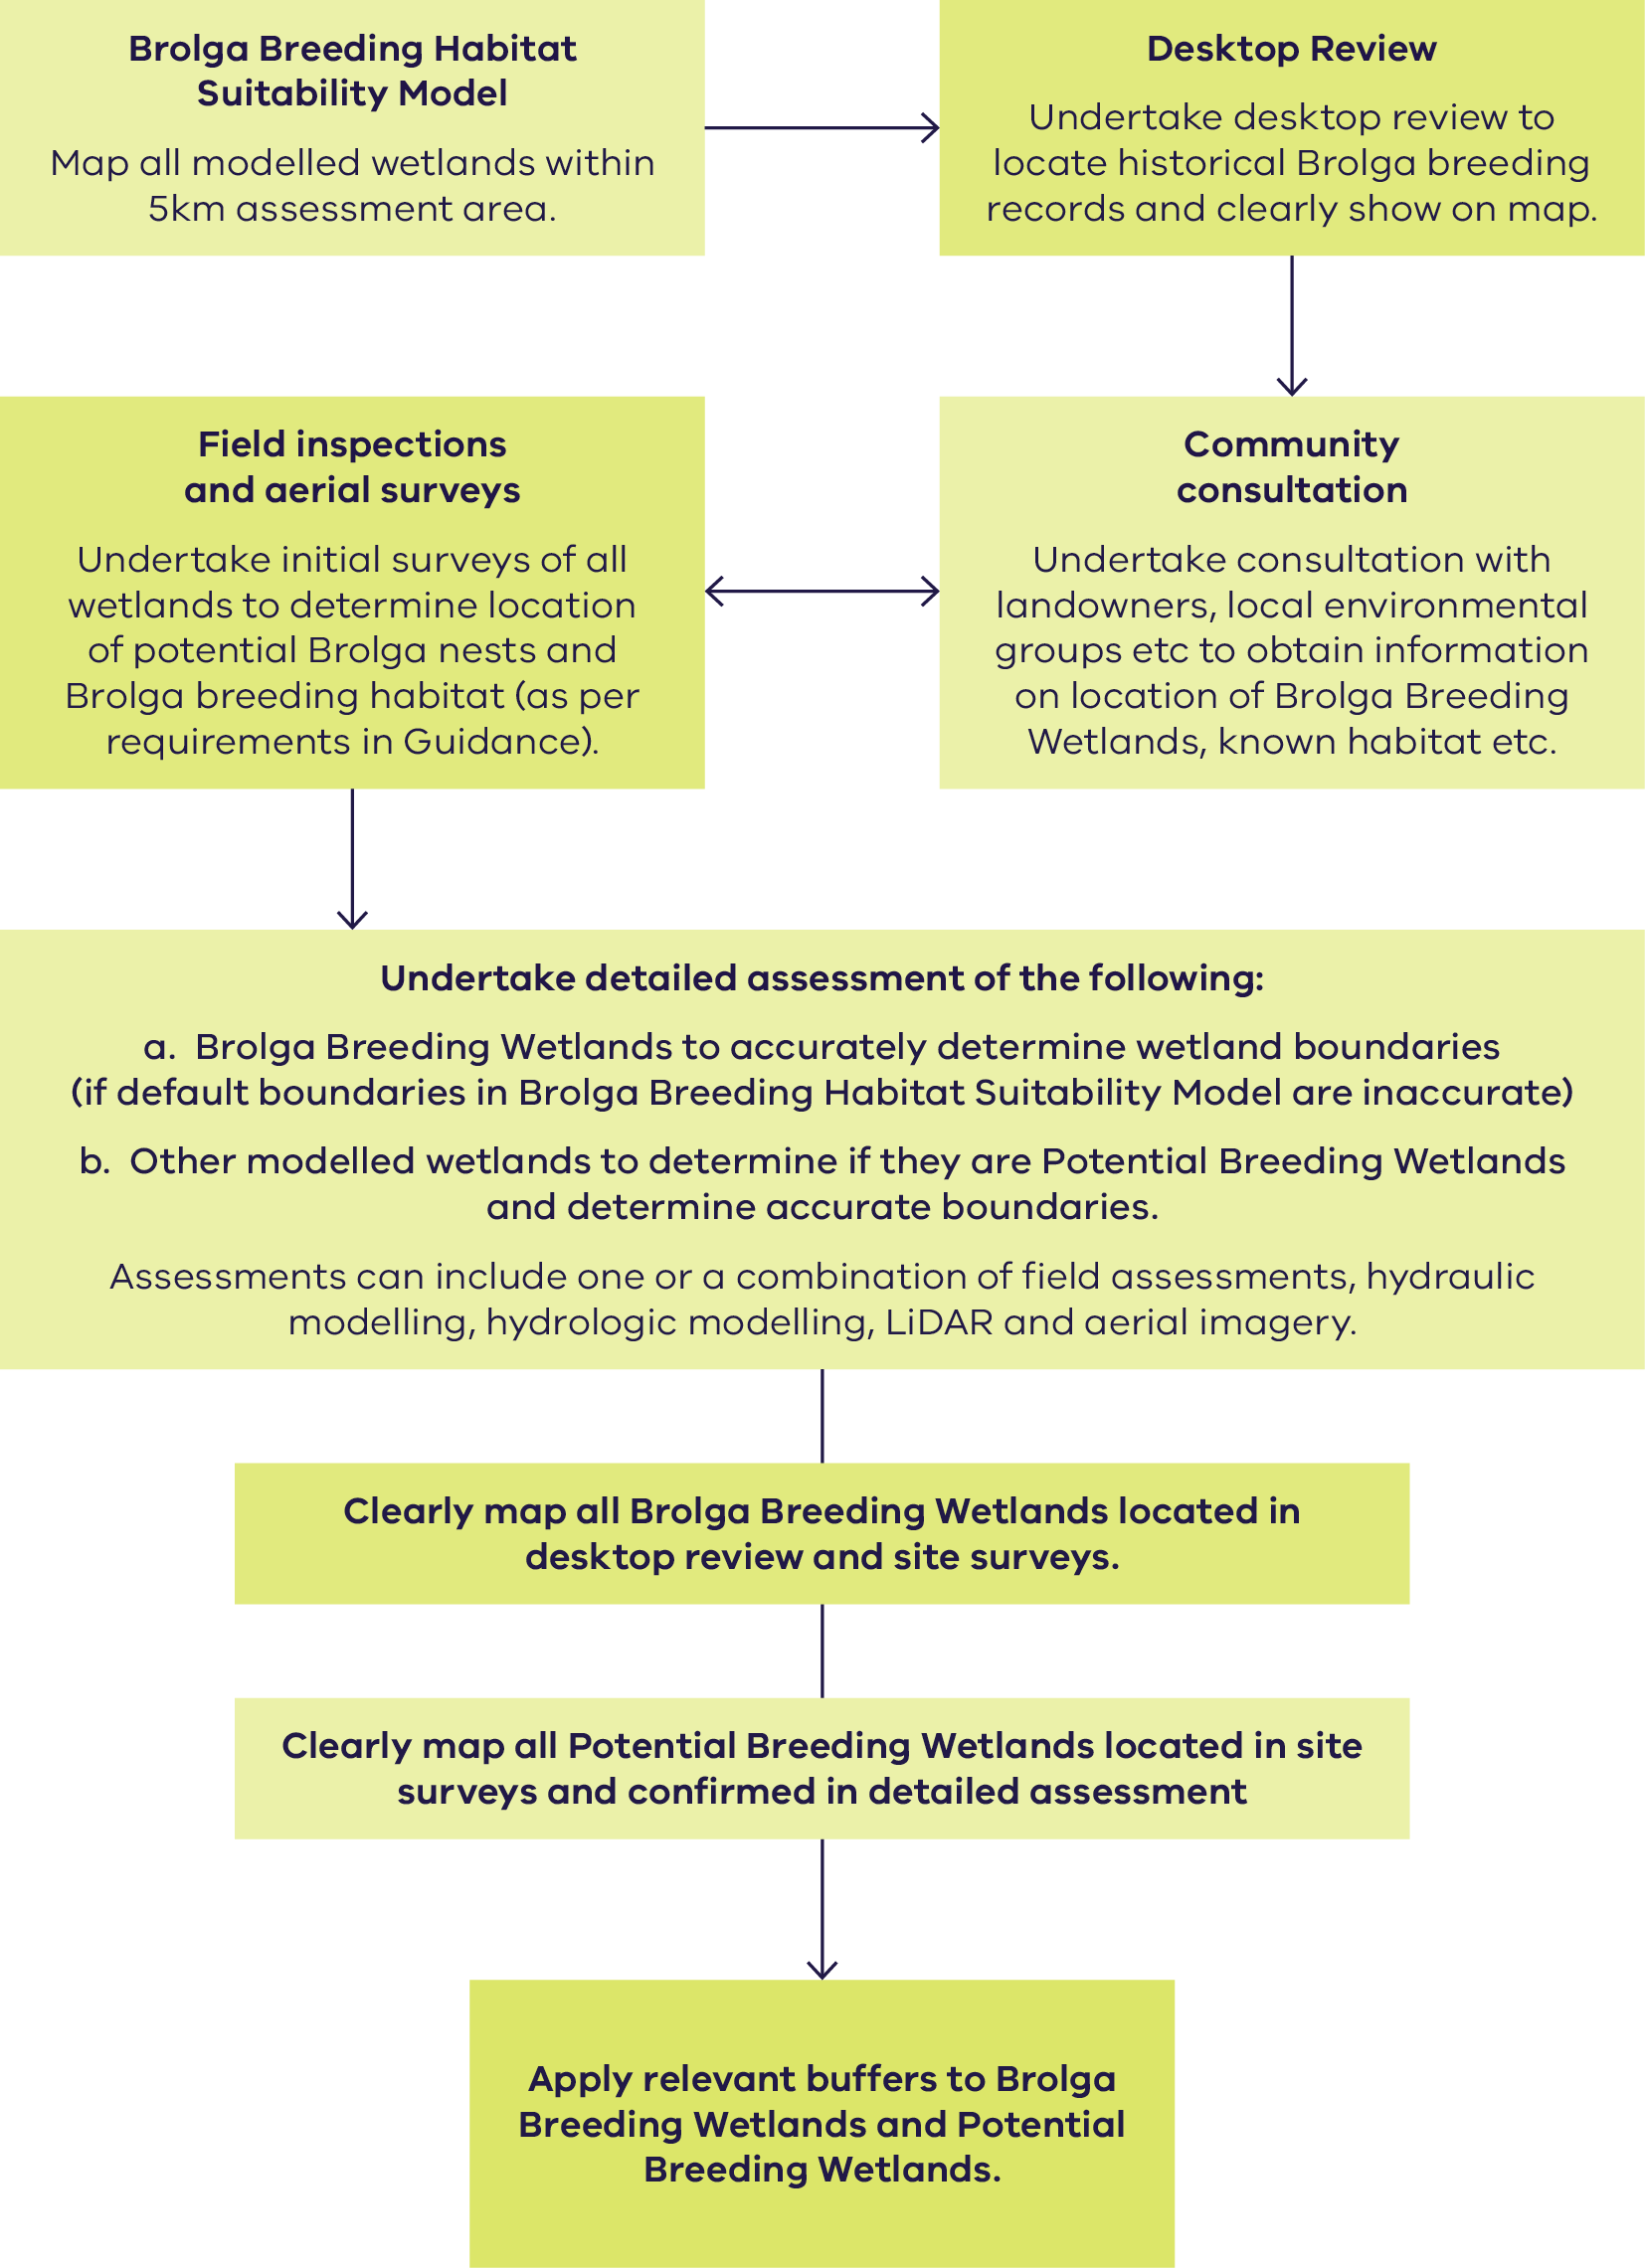 Brolga Breeding Habitat
Suitability Model
Map all modelled wetlands within
5km assessment area.
Desktop Review
Undertake desktop review to
locate historical Brolga breeding
records and clearly show on map.
Field inspections
and aerial surveys
Undertake initial surveys of all
wetlands to determine location
of potential Brolga nests and
Brolga breeding habitat (as per
requirements in Guidance).
Community
consultation
Undertake consultation with
landowners, local environmental
groups etc to obtain information
on location of Brolga Breeding
Wetlands, known habitat etc.
Undertake detailed assessment of the following:
a. Brolga Breeding Wetlands to accurately determine wetland boundaries
(if default boundaries in Brolga Breeding Habitat Suitability Model are inaccurate)
b. Other modelled wetlands to determine if they are Potential Breeding Wetlands
and determine accurate boundaries.
Assessments can include one or a combination of field assessments, hydraulic
modelling, hydrologic modelling, LiDAR and aerial imagery.
Clearly map all Brolga Breeding Wetlands located in
desktop review and site surveys.
Clearly map all Potential Breeding Wetlands located in site
surveys and confirmed in detailed assessment
Apply relevant buffers to Brolga
Breeding Wetlands and Potential
Breeding Wetlands.